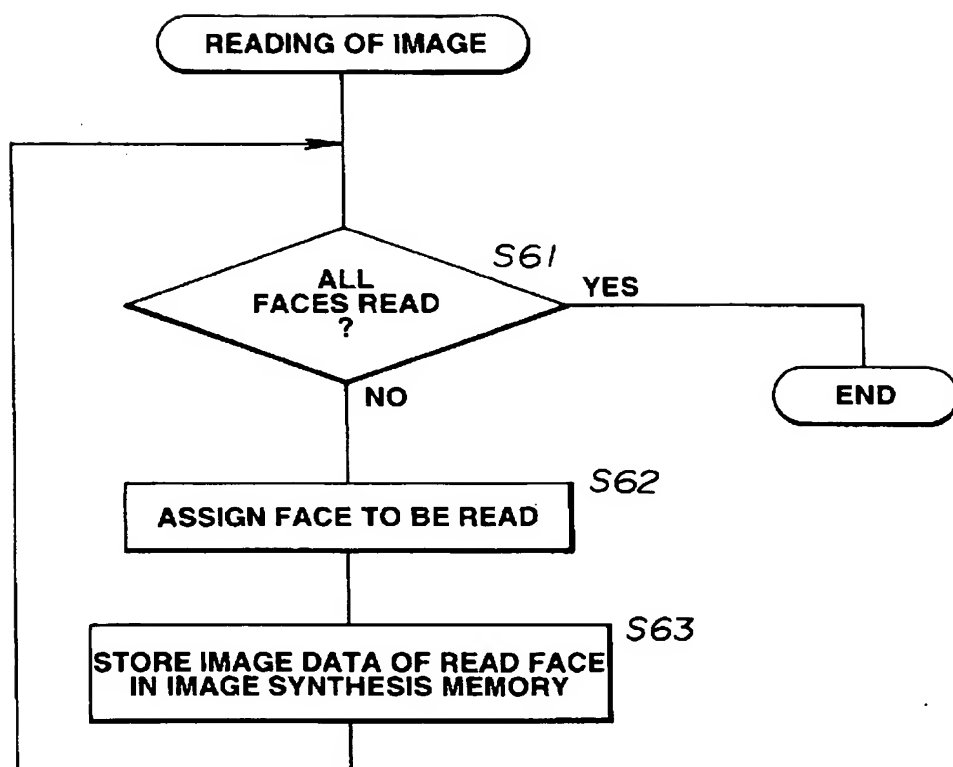 READING OF IMAGE
S61
ALL
FACES READ
?
YES
END
NO
S62
ASSIGN FACE TO BE READ
S63
STORE IMAGE DATA OF READ FACE
IN IMAGE SYNTHESIS MEMORY